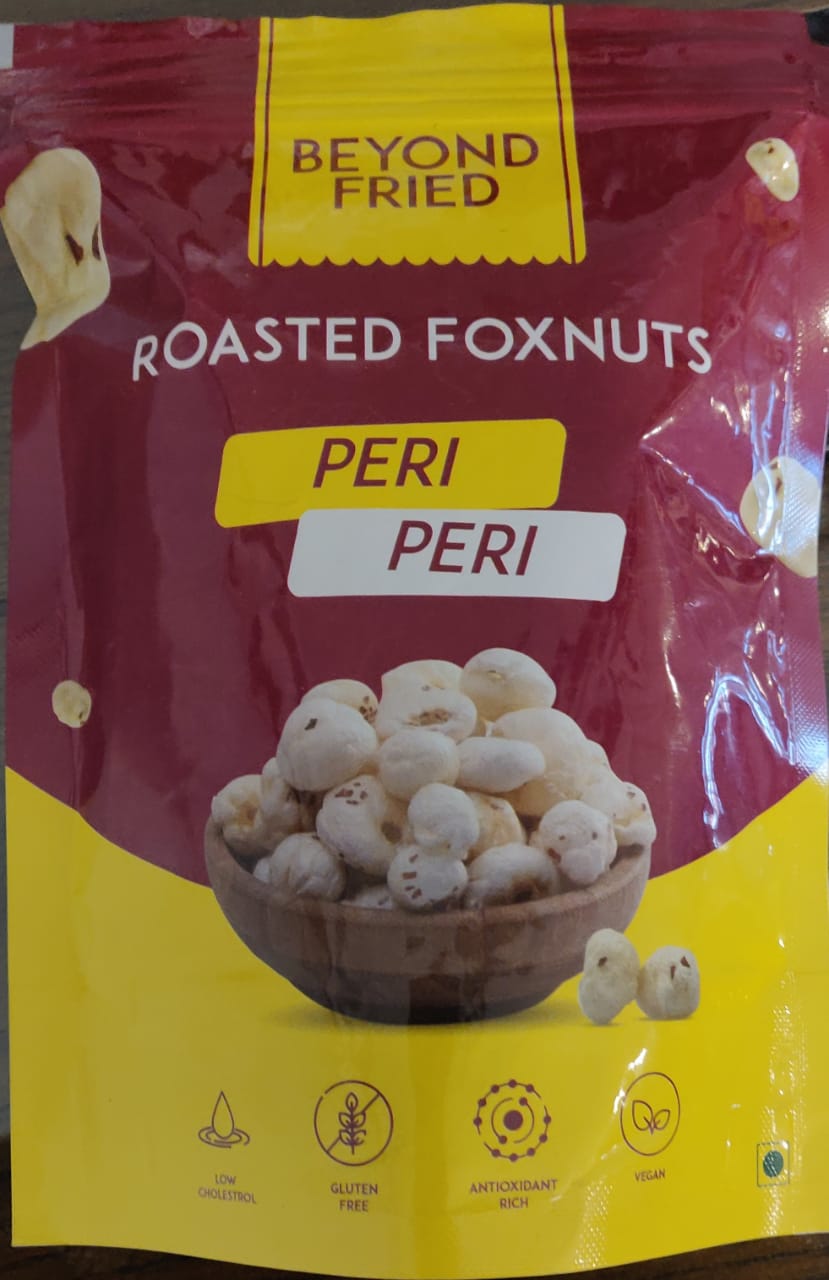 BEYOND
FRIED
ROASTED FOXNUTS
PERI
PERI
LOW
CHOLESTROL
GLUTEN
FREE
ANTIOXIDANT
RICH
VEGAN